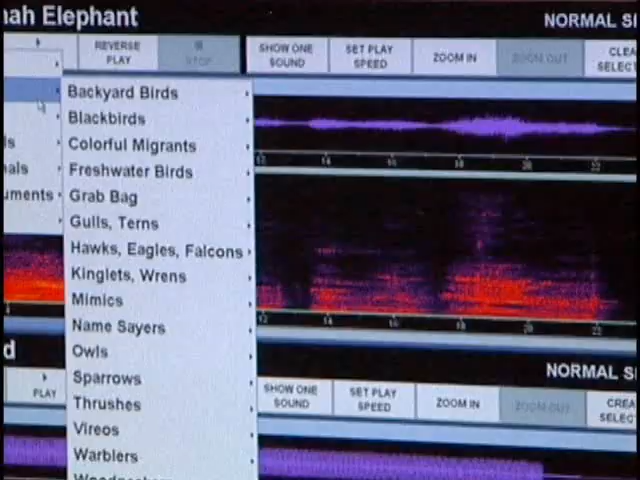 nah Elephant
NORMAL S
REVERSE
PLAY
STOP
SHOW ONE
SOUND
SET PLAY
SPEED
ZOOM IN
ZOOM OUT
CLEA
SELECT
Backyard Birds
Blackbirds
Colorful Migrants
Freshwater Birds
Grab Bag
Gulls, Terns
Hawks, Eagles, Falcons
Kinglets, Wrens
Mimics
Name Sayers
Owls
Sparrows
Thrushes
Vireos
Warblers
ls
nals
uments
12 14 16 18 20 22
12 14 16 18 20 22
d
NORMAL S
PLAY
SHOW ONE
SOUND
SET PLAY
SPEED
ZOOM IN
ZOOM OUT
CREA
SELEC